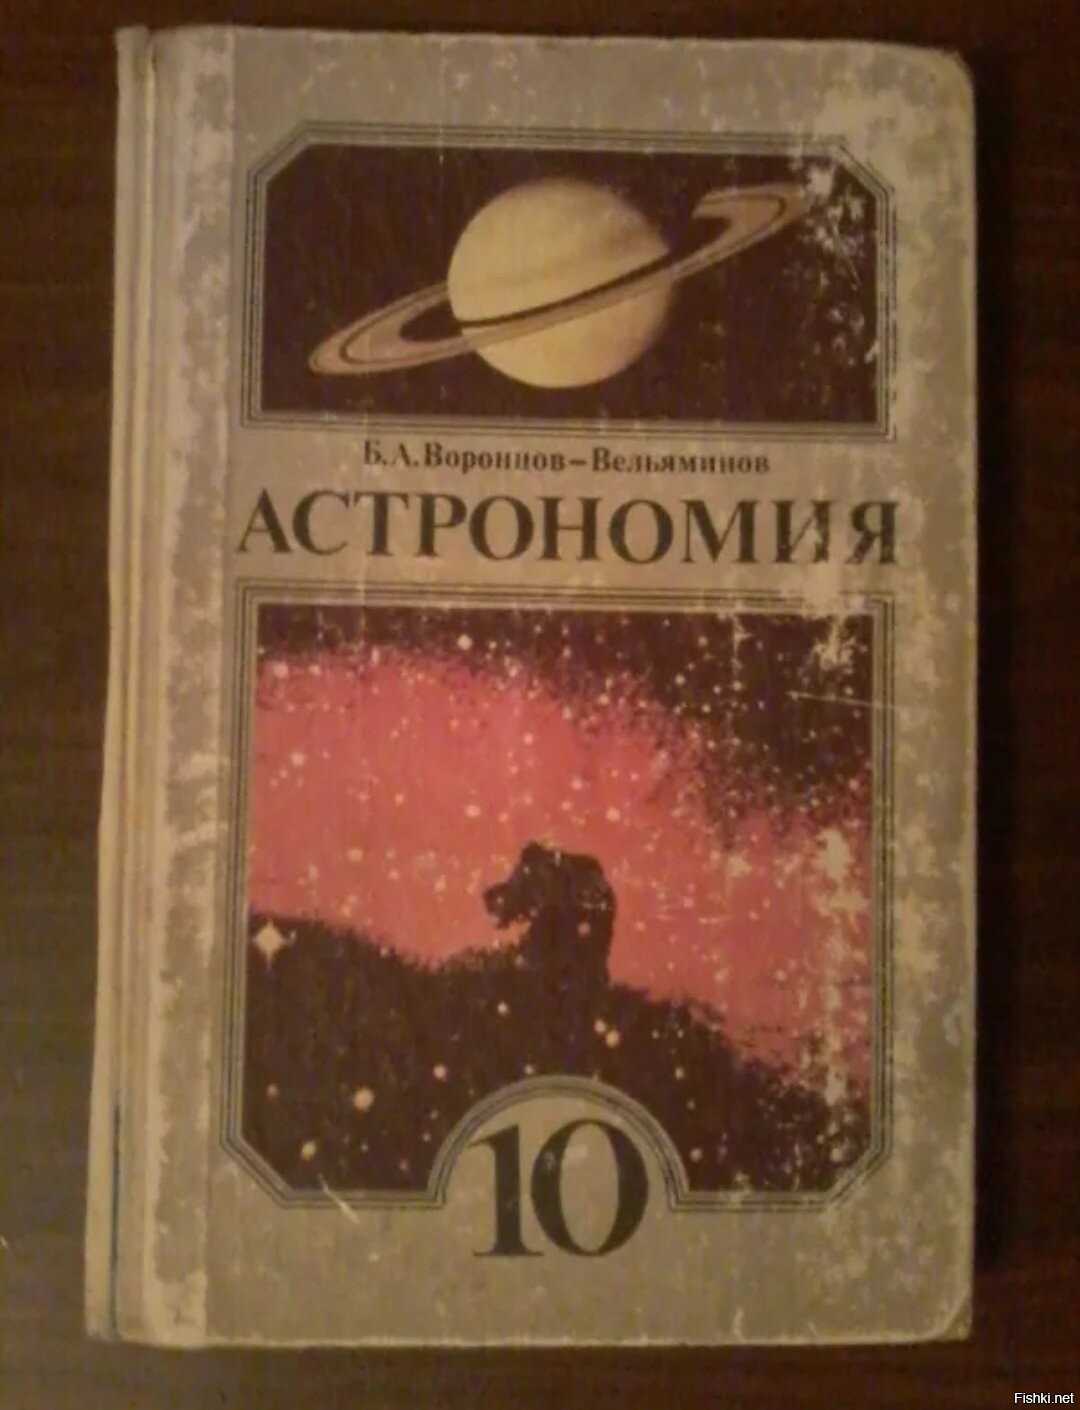 Б.А.Воронцов-Вельяминов
АСТРОНОМИЯ
10
Fishki.net